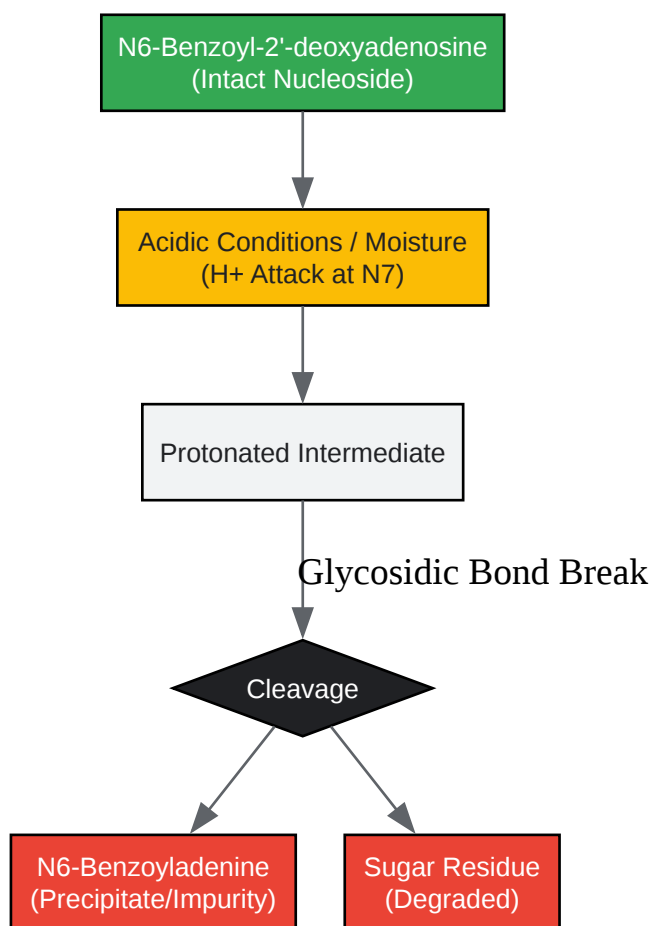 N6-Benzoyl-2'-deoxyadenosine
(Intact Nucleoside)
Acidic Conditions / Moisture
(H+ Attack at N7)
Protonated Intermediate
Glycosidic Bond Break
Cleavage
N6-Benzoyladenine
(Precipitate/Impurity)
Sugar Residue
(Degraded)